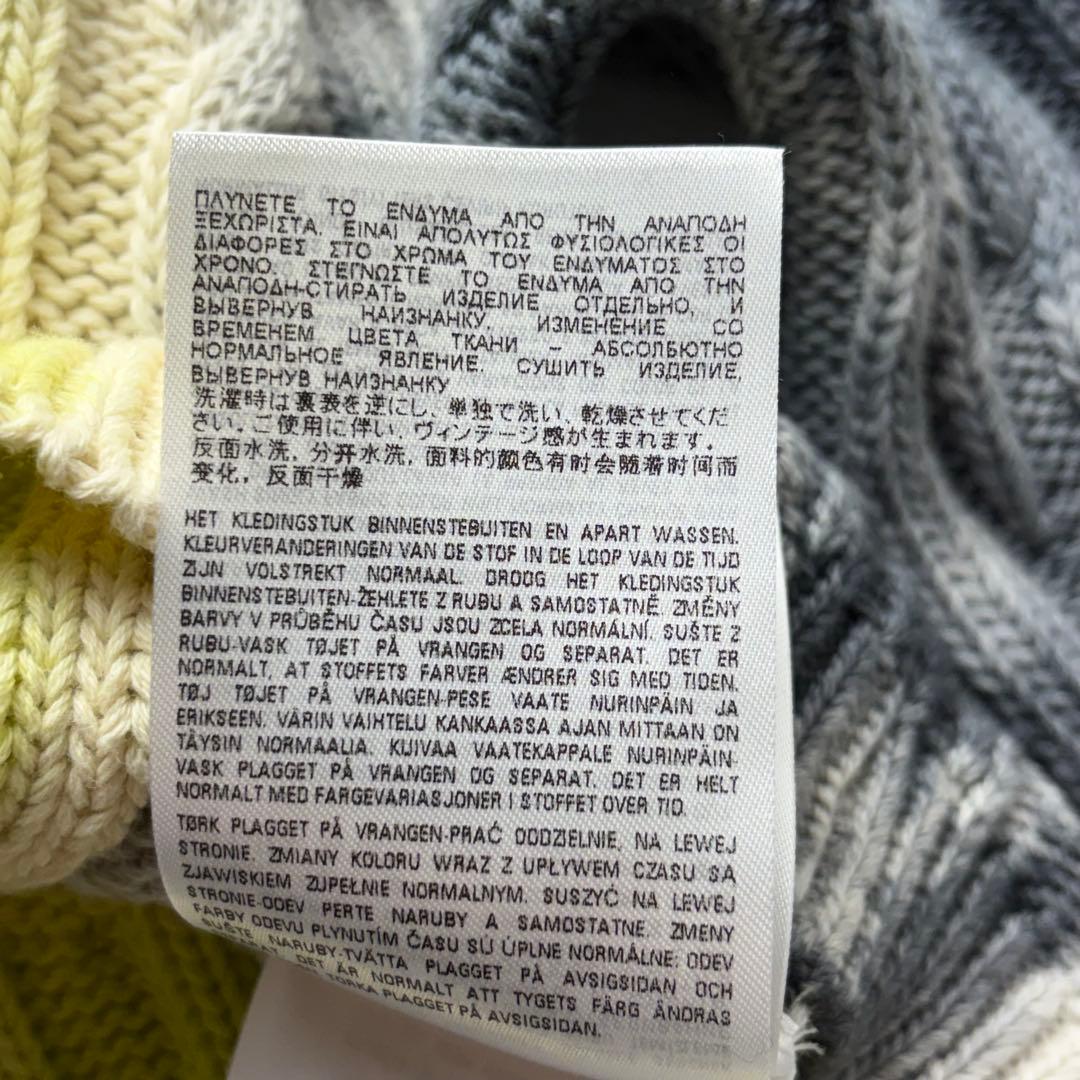 ΠΛΥΝΕΤΕ ΤΟ ΕΝΔΥΜΑ ΑΠΟ ΤΗΝ ΑΝΑΠΟΔΗ
ΞΕΧΩΡΙΣΤΑ. ΕΙΝΑΙ ΑΠΟΛΥΤΩΣ ΦΥΣΙΟΛΟΓΙΚΕΣ ΟΙ
ΔΙΑΦΟΡΕΣ ΣΤΟ ΧΡΩΜΑ ΤΟΥ ΕΝΔΥΜΑΤΟΣ ΣΤΟ
ΧΡΟΝΟ. ΣΤΕΓΝΩΣΤΕ ΤΟ ΕΝΔΥΜΑ ΑΠΟ ΤΗΝ
ΑΝΑΠΟΔΗ-СТИРАТЬ ИЗДЕЛИЕ ОТДЕЛЬНО, И
ВЫВЕРНУВ НАИЗНАНКУ. ИЗМЕНЕНИЕ СО
ВРЕМЕНЕМ ЦВЕТА ТКАНИ – АБСОЛБЮТНО
НОРМАЛЬНОЕ ЯВЛЕНИЕ. СУШИТЬ ИЗДЕЛИЕ,
ВЫВЕРНУВ НАИЗНАНКУ
洗濯時は裏表を逆にし、単独で洗い、乾燥させてくだ
さい。ご使用に伴い、ヴィンテージ感が生まれます。
反面水洗, 分开水洗, 面料的颜色有时会随着时间而
变化, 反面干燥
HET KLEDINGSTUK BINNENSTEBUITEN EN APART WASSEN.
KLEURVERANDERINGEN VAN DE STOF IN DE LOOP VAN DE TIJD
ZIJN VOLSTREKT NORMAAL. DROOG HET KLEDINGSTUK
BINNENSTEBUITEN-ŽEHLETE Z RUBU A SAMOSTATNĚ. ZMĚNY
BARVY V PRŮBĚHU ČASU JSOU ZCELA NORMÁLNÍ. SUŠTE Z
RUBU-VASK TØJET PÅ VRANGEN OG SEPARAT. DET ER
NORMALT, AT STOFFETS FARVER ÆNDRER SIG MED TIDEN.
TØJ TØJET PÅ VRANGEN-PESE VAATE NURINPÄIN JA
ERIKSEEN. VÄRIN VAIHTELU KANKAASSA AJAN MITTAAN ON
TÄYSIN NORMAALIA. KUIVAA VAATEKAPPALE NURINPÄIN-
VASK PLAGGET PÅ VRANGEN OG SEPARAT. DET ER HELT
NORMALT MED FARGEVARIASJONER I STOFFET OVER TID.
TØRK PLAGGET PÅ VRANGEN-PRAĆ ODDZIELNIE, NA LEWEJ
STRONIE. ZMIANY KOLORU WRAZ Z UPŁYWEM CZASU SA
ZJAWISKIEM ZUPEŁNIE NORMALNYM. SUSZYĆ NA LEWEJ
STRONIE-ODEV PERTE NARUBY A SAMOSTATNE. ZMENY
FARBY ODEVU PLYNUTÍM ČASU SÚ ÚPLNE NORMÁLNE; ODEV
SUŠTE NARUBY-TVÄTTA PLAGGET PÅ AVSIGSIDAN OCH
DET ÄR NORMALT ATT TYGETS FÄRG ÄNDRAS
TORKA PLAGGET PÅ AVSIGSIDAN.